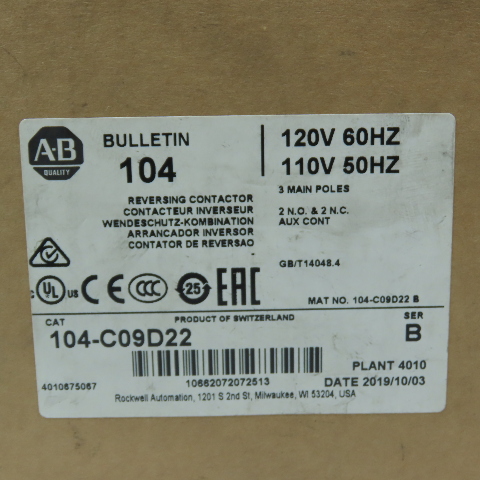 A-B
QUALITY
BULLETIN
104
120V 60HZ
110V 50HZ
REVERSING CONTACTOR
CONTACTEUR INVERSEUR
WENDESCHUTZ-KOMBINATION
ARRANCADOR INVERSOR
CONTATOR DE REVERSAO
3 MAIN POLES
2 N.O. & 2 N.C.
AUX CONT
GB/T14048.4
c UL us CE CCC 25 EAC
MAT NO. 104-C09D22 B
CAT
PRODUCT OF SWITZERLAND
SER
104-C09D22
B
PLANT 4010
4010675067
10662072072513
DATE 2019/10/03
Rockwell Automation, 1201 S 2nd St, Milwaukee, WI 53204, USA